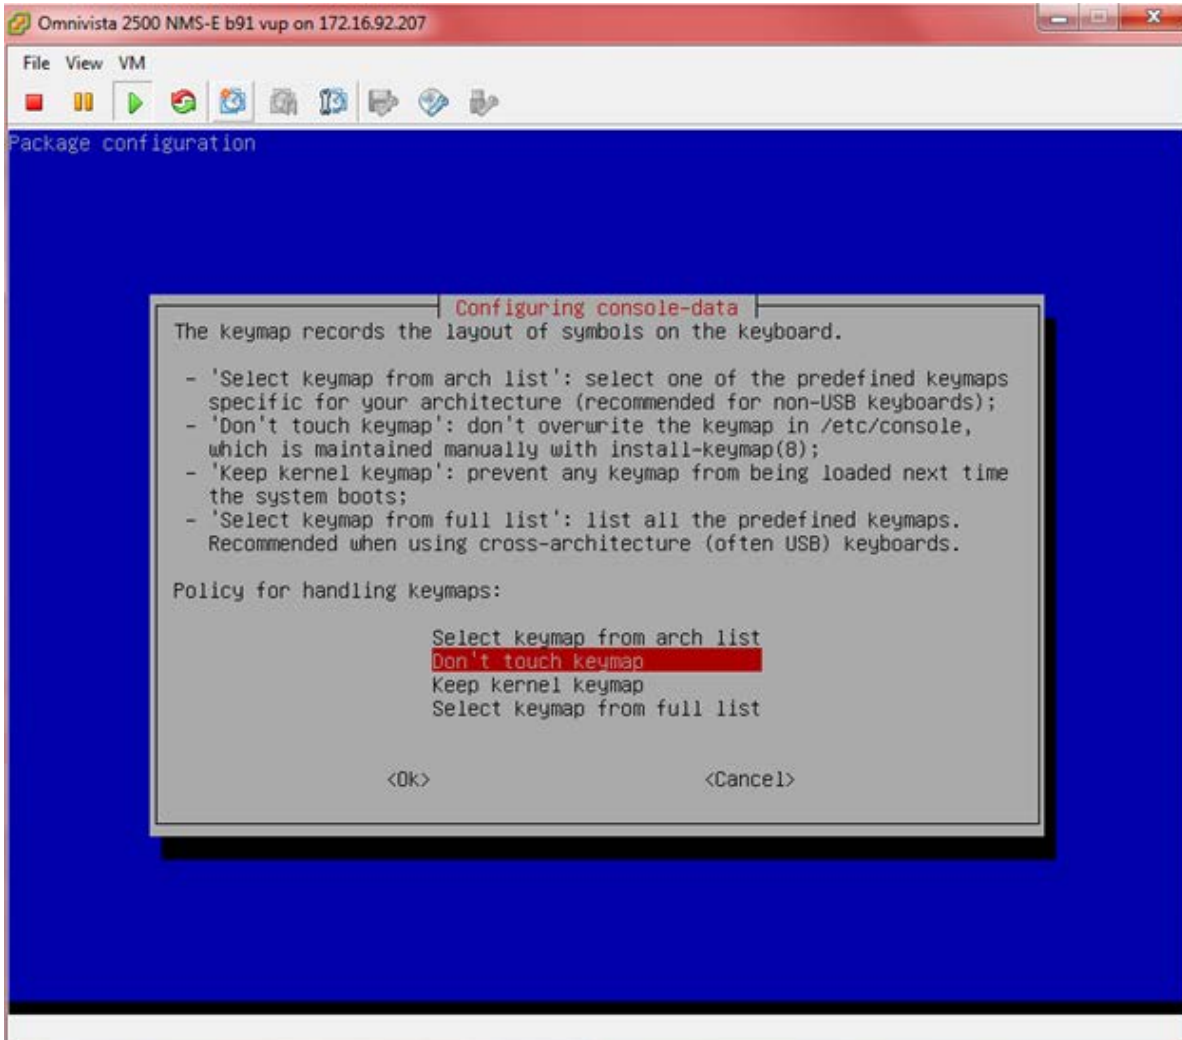 Omnivista 2500 NMS-E b91 vup on 172.16.92.207
File View VM
Package configuration
Configuring console-data
The keymap records the layout of symbols on the keyboard.
- 'Select keymap from arch list': select one of the predefined keymaps
specific for your architecture (recommended for non-USB keyboards);
- 'Don't touch keymap': don't overwrite the keymap in /etc/console,
which is maintained manually with install-keymap(8);
- 'Keep kernel keymap': prevent any keymap from being loaded next time
the system boots;
- 'Select keymap from full list': list all the predefined keymaps.
Recommended when using cross-architecture (often USB) keyboards.
Policy for handling keymaps:
Select keymap from arch list
Don't touch keymap
Keep kernel keymap
Select keymap from full list
<Ok> <Cancel>